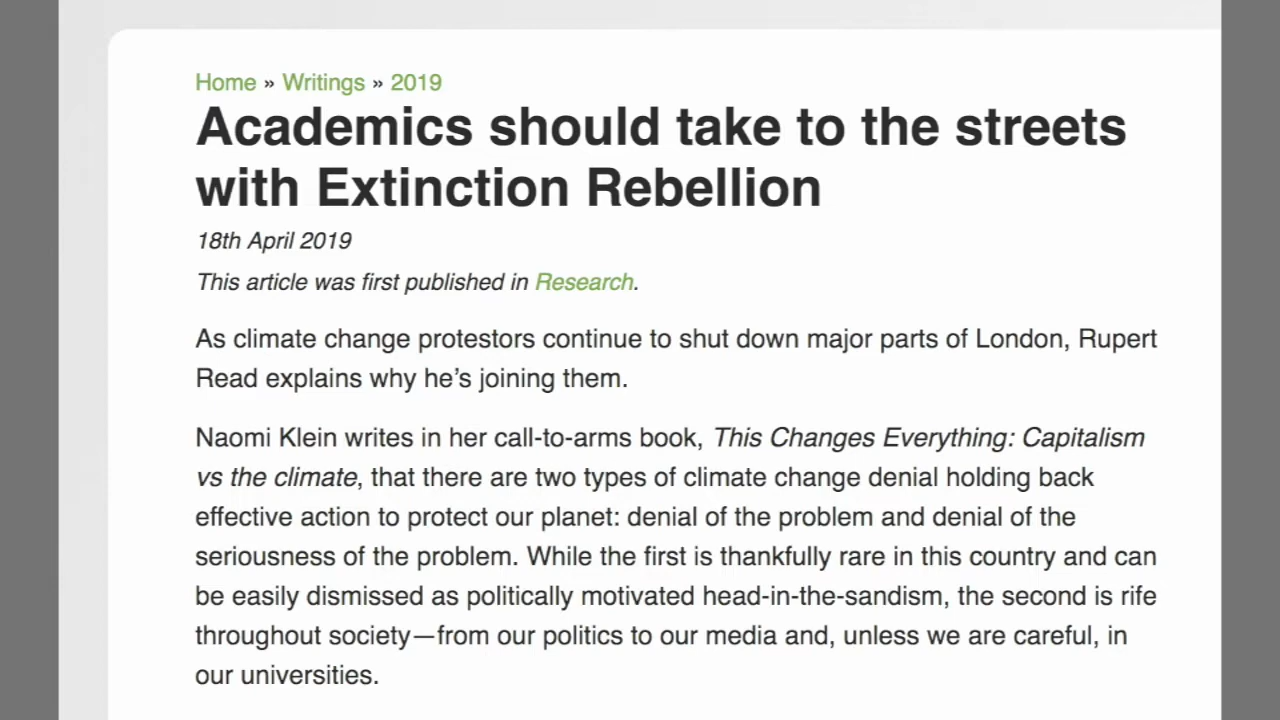 Home » Writings » 2019
Academics should take to the streets
with Extinction Rebellion
18th April 2019
This article was first published in Research.
As climate change protestors continue to shut down major parts of London, Rupert
Read explains why he’s joining them.
Naomi Klein writes in her call-to-arms book, This Changes Everything: Capitalism
vs the climate, that there are two types of climate change denial holding back
effective action to protect our planet: denial of the problem and denial of the
seriousness of the problem. While the first is thankfully rare in this country and can
be easily dismissed as politically motivated head-in-the-sandism, the second is rife
throughout society—from our politics to our media and, unless we are careful, in
our universities.